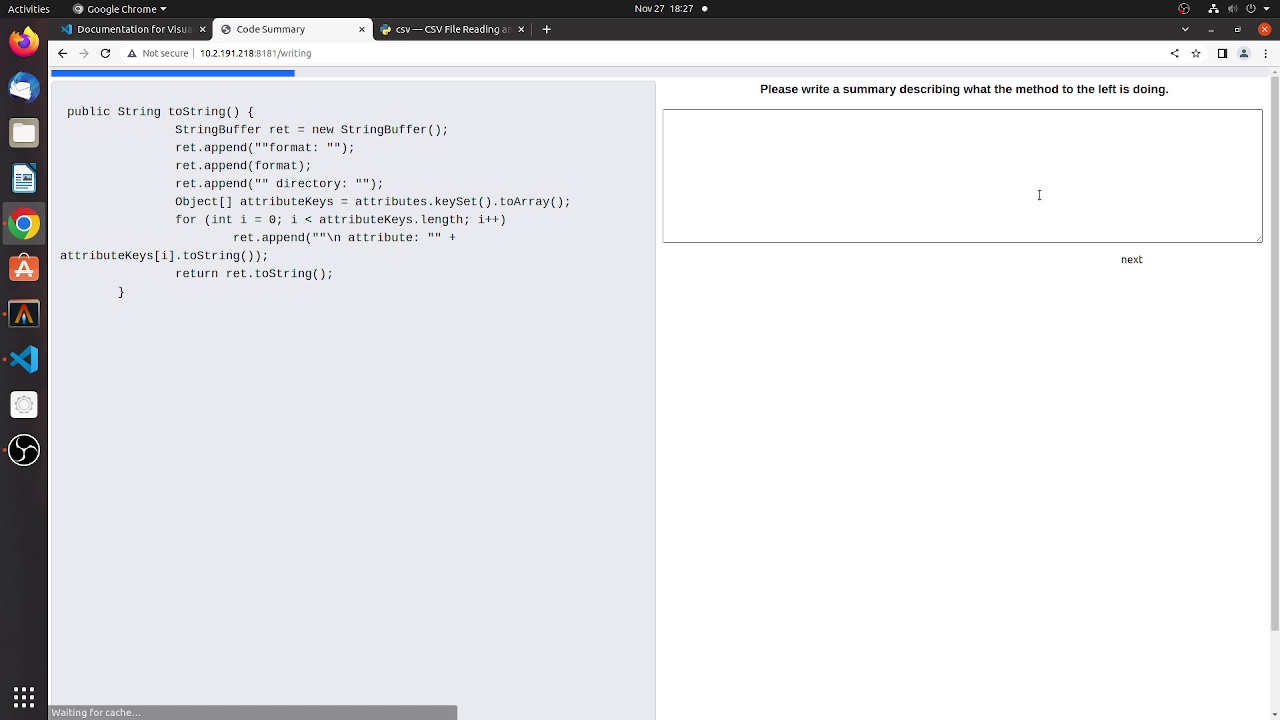 Activities
Google Chrome
Nov 27 18:27
Documentation for Visua
Code Summary
csv — CSV File Reading an
Not secure
10.2.191.218:8181/writing
public String toString() {
StringBuffer ret = new StringBuffer();
ret.append(""format: "");
ret.append(format);
ret.append("" directory: "");
Object[] attributeKeys = attributes.keySet().toArray();
for (int i = 0; i < attributeKeys.length; i++)
ret.append(""\n attribute: "" +
attributeKeys[i].toString());
return ret.toString();
}
Please write a summary describing what the method to the left is doing.
next
Waiting for cache...